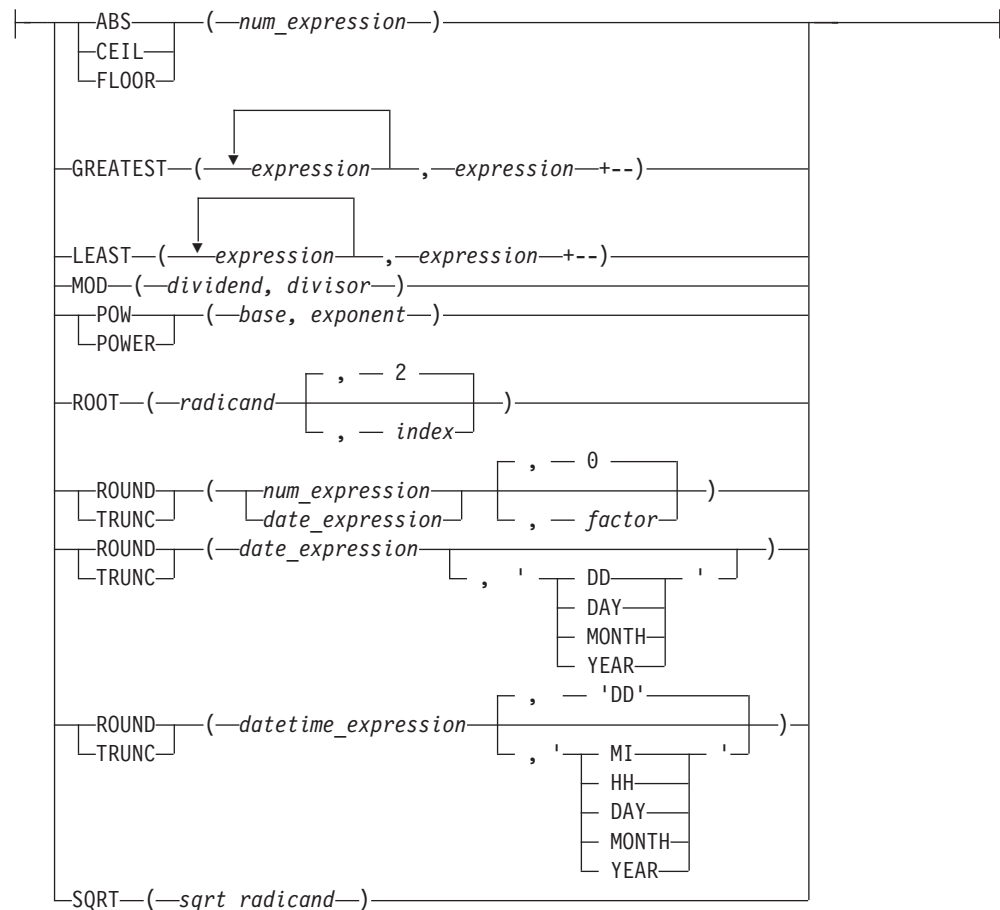 ABS ( num_expression )
CEIL
FLOOR
GREATEST ( expression , expression +--)
LEAST ( expression , expression +--)
MOD ( dividend, divisor )
POW ( base, exponent )
POWER
, 2
ROOT ( radicand )
, index
, 0
ROUND ( num_expression )
TRUNC date_expression , factor
ROUND ( date_expression )
TRUNC , ' DD '
DAY
MONTH
YEAR
, 'DD'
ROUND ( datetime_expression )
TRUNC ,' MI '
HH
DAY
MONTH
YEAR
SQRT ( sqrt_radicand )